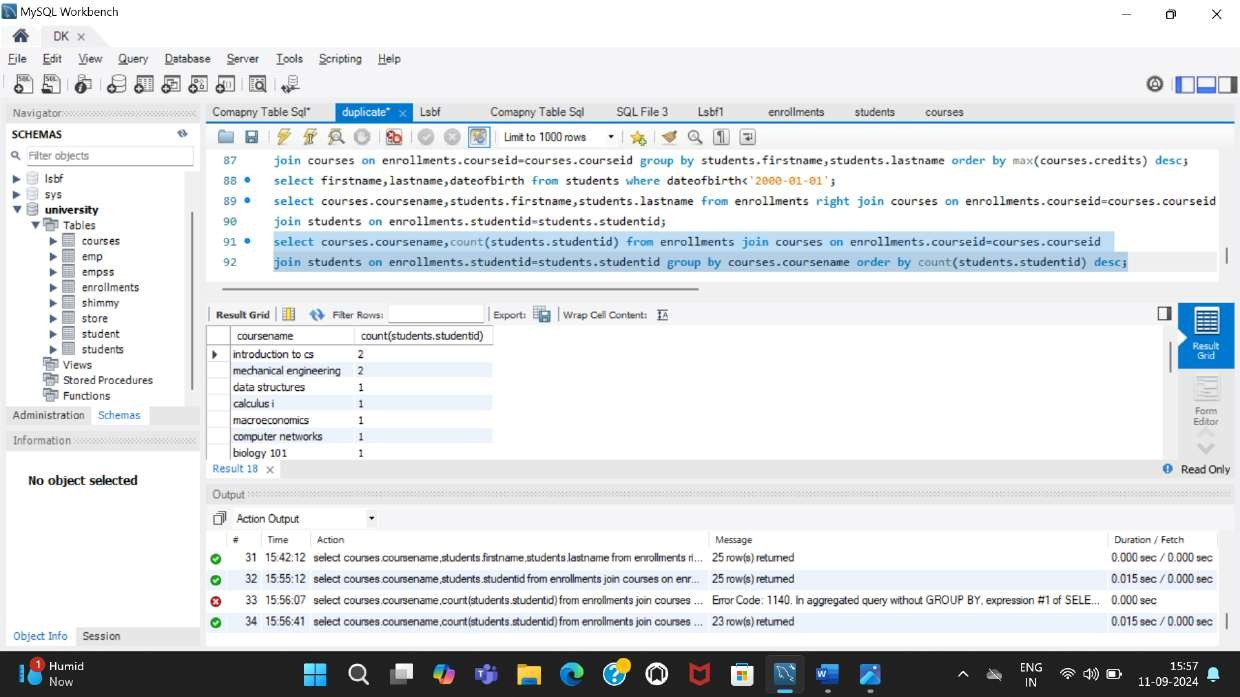 MySQL Workbench
DK
File Edit View Query Database Server Tools Scripting Help
Navigator
SCHEMAS
Filter objects
lsbf
sys
university
Tables
courses
emp
empss
enrollments
shimmy
store
student
students
Views
Stored Procedures
Functions
Administration Schemas
Information
No object selected
Object Info Session
Comapny Table Sql* duplicate* Lsbf Comapny Table Sql SQL File 3 Lsbf1 enrollments students courses
Limit to 1000 rows
87 join courses on enrollments.courseid=courses.courseid group by students.firstname,students.lastname order by max(courses.credits) desc;
88 select firstname,lastname,dateofbirth from students where dateofbirth<'2000-01-01';
89 select courses.coursename,students.firstname,students.lastname from enrollments right join courses on enrollments.courseid=courses.courseid
90 join students on enrollments.studentid=students.studentid;
91 select courses.coursename,count(students.studentid) from enrollments join courses on enrollments.courseid=courses.courseid
92 join students on enrollments.studentid=students.studentid group by courses.coursename order by count(students.studentid) desc;
Result Grid Filter Rows: Export: Wrap Cell Content:
coursename count(students.studentid)
introduction to cs 2
mechanical engineering 2
data structures 1
calculus i 1
macroeconomics 1
computer networks 1
biology 101 1
Result Grid
Form Editor
Result 18 Read Only
Output
Action Output
# Time Action Message Duration / Fetch
31 15:42:12 select courses.coursename,students.firstname,students.lastname from enrollments ri... 25 row(s) returned 0.000 sec / 0.000 sec
32 15:55:12 select courses.coursename,students.studentid from enrollments join courses on enr... 25 row(s) returned 0.015 sec / 0.000 sec
33 15:56:07 select courses.coursename,count(students.studentid) from enrollments join courses ... Error Code: 1140. In aggregated query without GROUP BY, expression #1 of SELE... 0.000 sec
34 15:56:41 select courses.coursename,count(students.studentid) from enrollments join courses ... 23 row(s) returned 0.015 sec / 0.000 sec
1 Humid
Now
ENG
IN
15:57
11-09-2024